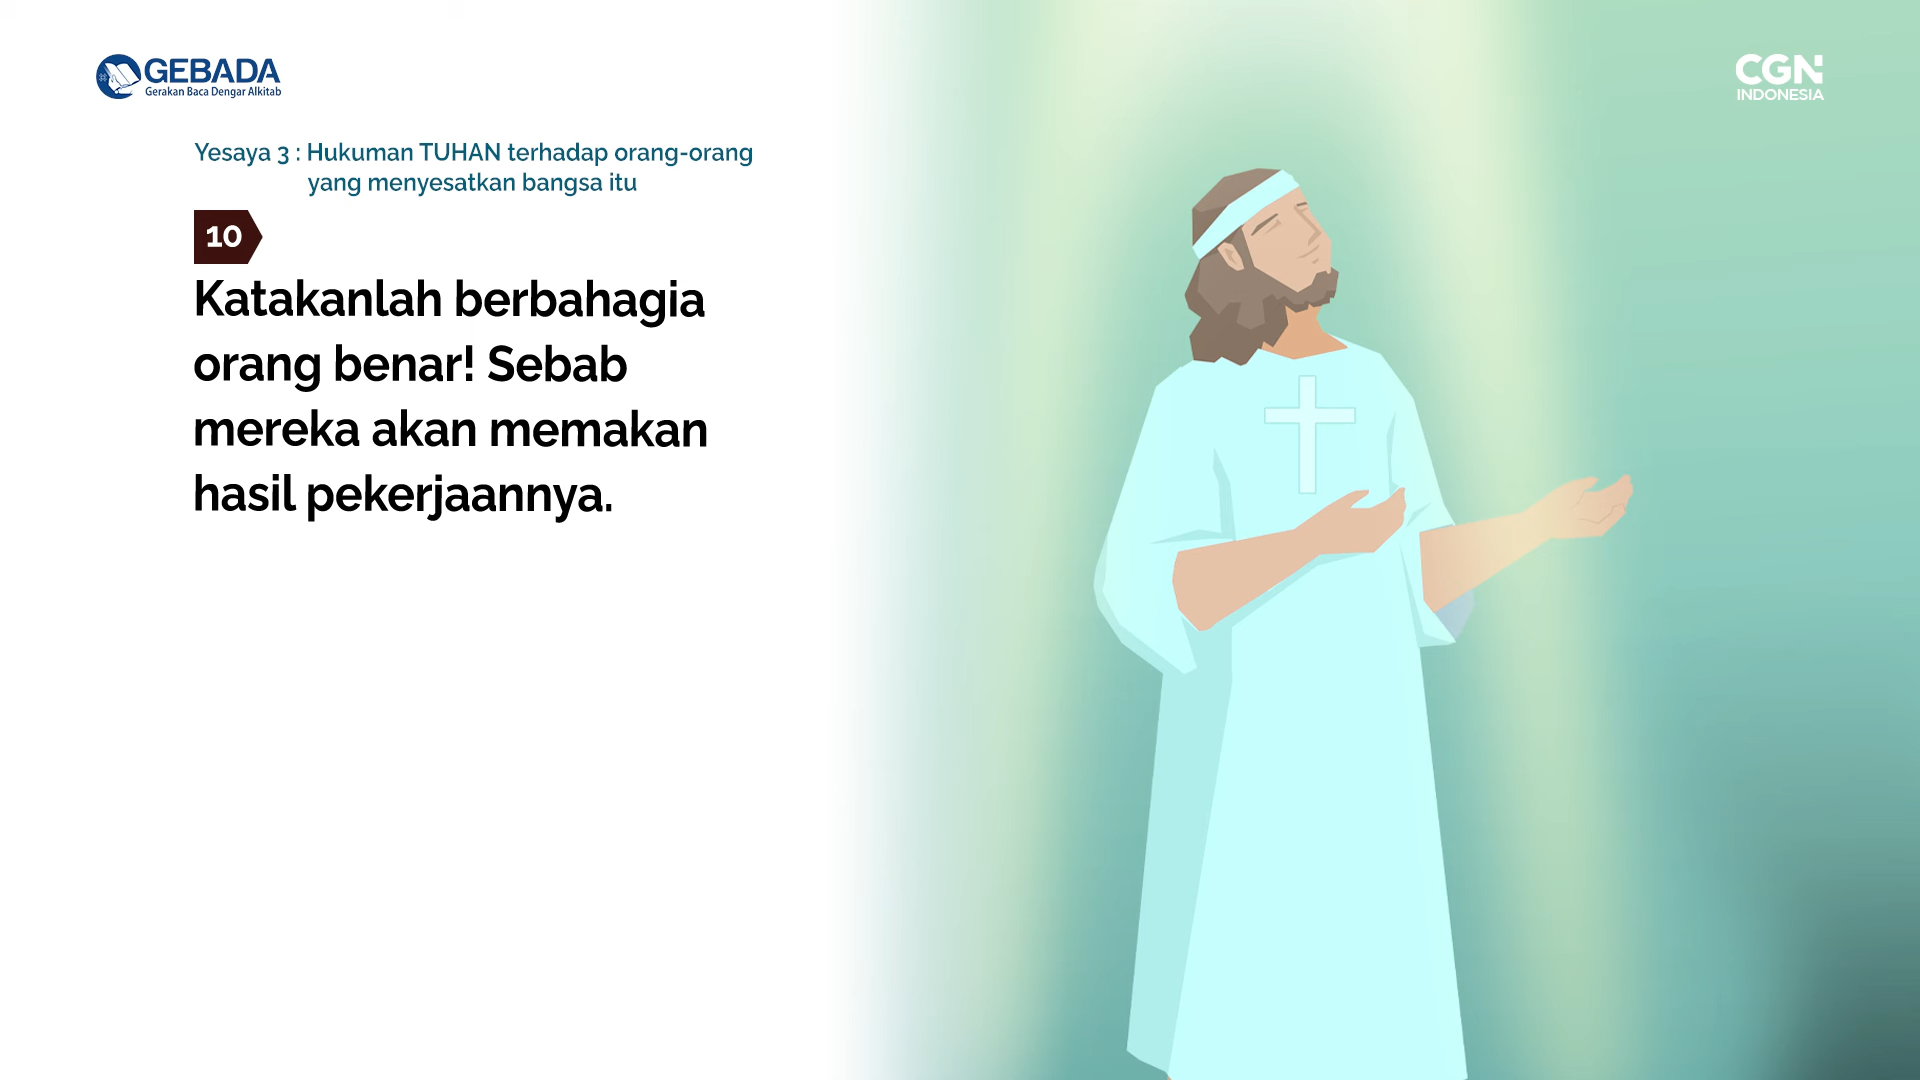 GEBADA
Gerakan Baca Dengar Alkitab
CGN
INDONESIA
Yesaya 3 : Hukuman TUHAN terhadap orang-orang
yang menyesatkan bangsa itu
10
Katakanlah berbahagia
orang benar! Sebab
mereka akan memakan
hasil pekerjaannya.